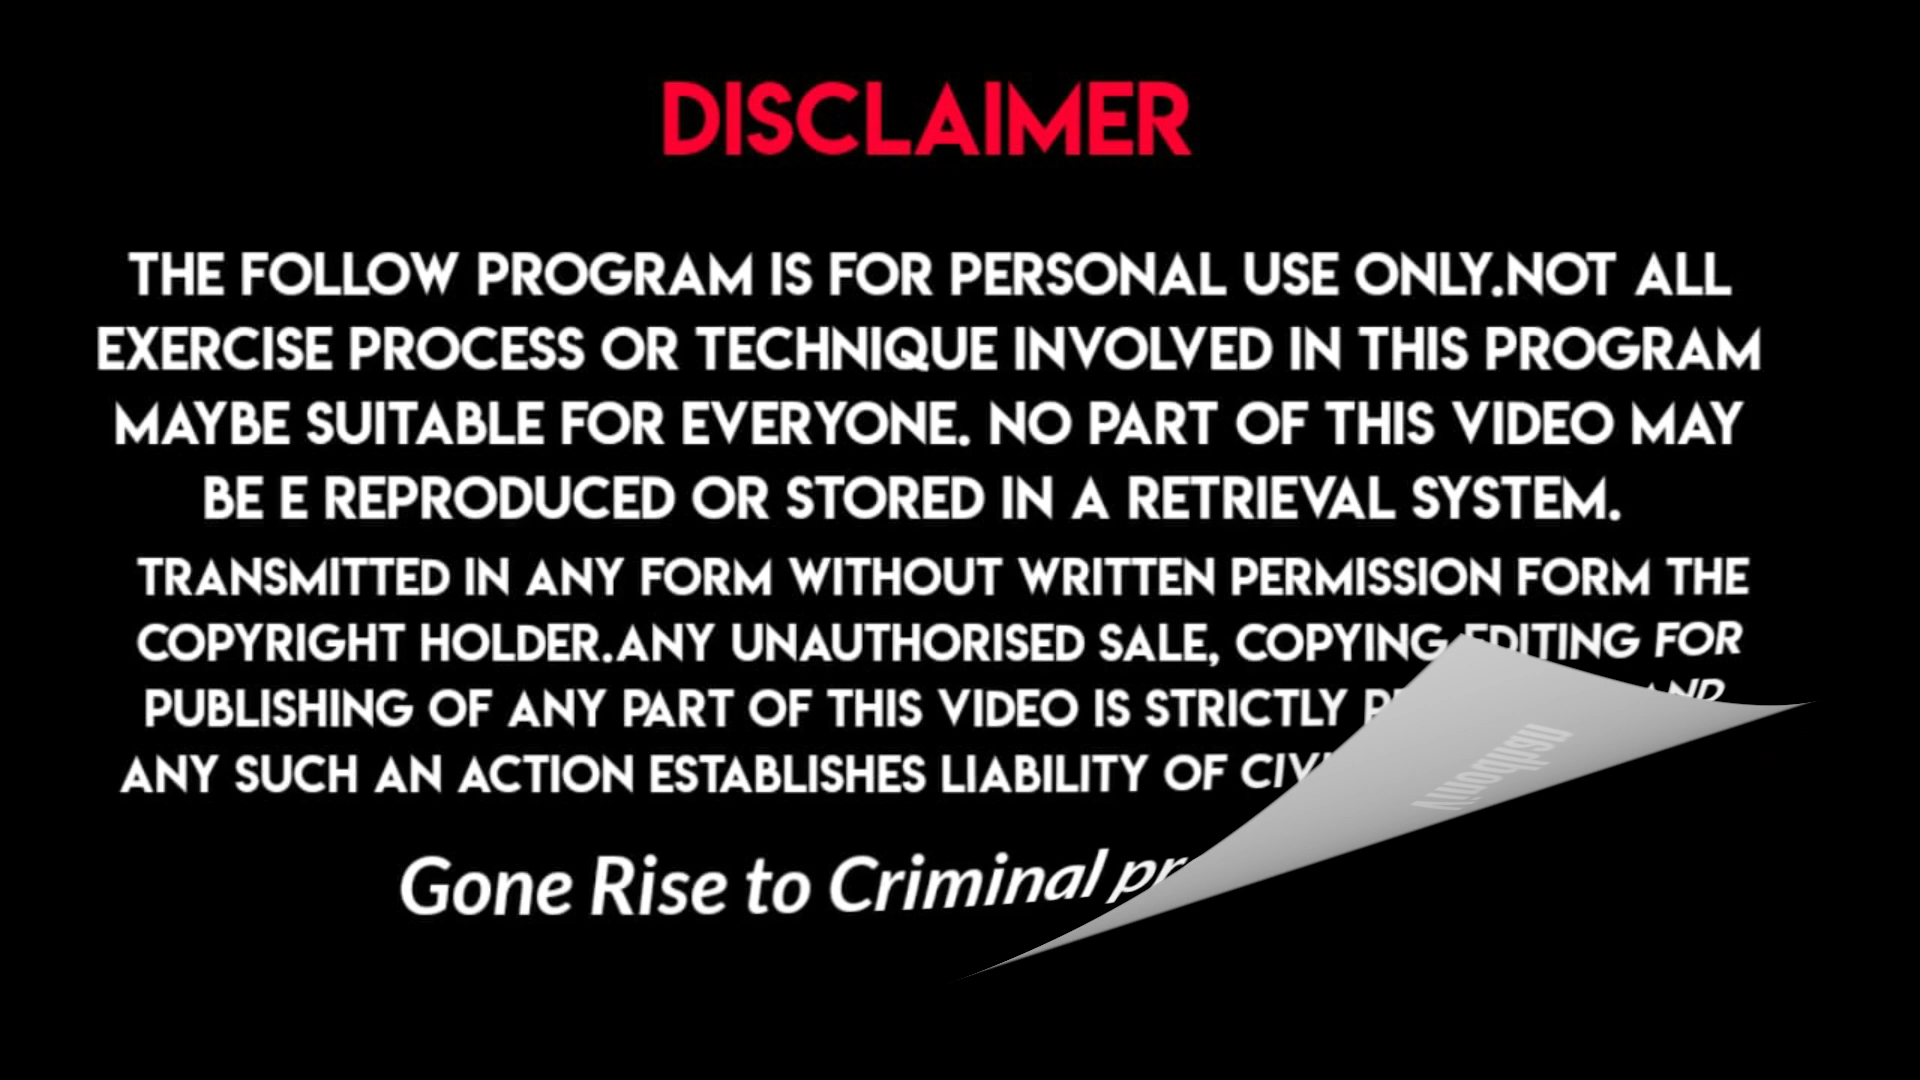 DISCLAIMER
THE FOLLOW PROGRAM IS FOR PERSONAL USE ONLY.NOT ALL
EXERCISE PROCESS OR TECHNIQUE INVOLVED IN THIS PROGRAM
MAYBE SUITABLE FOR EVERYONE. NO PART OF THIS VIDEO MAY
BE E REPRODUCED OR STORED IN A RETRIEVAL SYSTEM.
TRANSMITTED IN ANY FORM WITHOUT WRITTEN PERMISSION FORM THE
COPYRIGHT HOLDER.ANY UNAUTHORISED SALE, COPYING EDITING FOR
PUBLISHING OF ANY PART OF THIS VIDEO IS STRICTLY AND
ANY SUCH AN ACTION ESTABLISHES LIABILITY OF
Gone Rise to Criminal